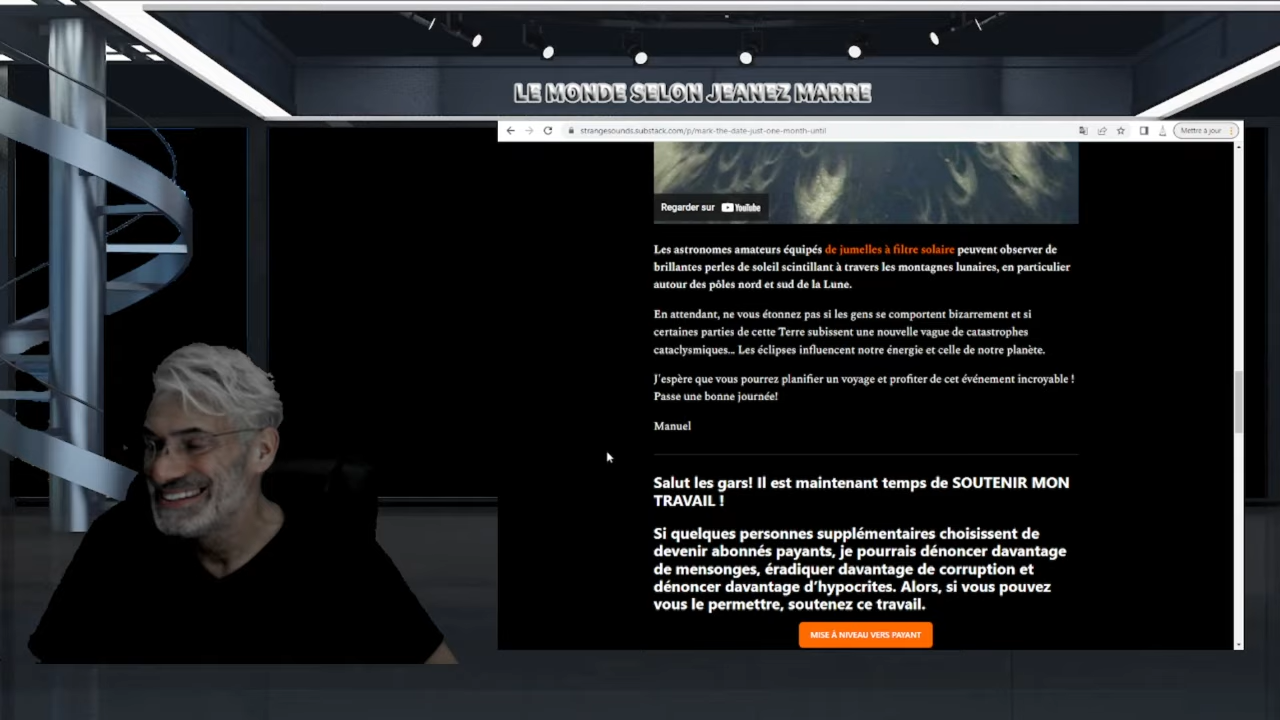 LE MONDE SELON JEANEZ MARRE
strangesounds.substack.com/p/mark-the-date-just-one-month-until
Mettre à jour
Regarder sur YouTube
Les astronomes amateurs équipés de jumelles à filtre solaire peuvent observer de
brillantes perles de soleil scintillant à travers les montagnes lunaires, en particulier
autour des pôles nord et sud de la Lune.
En attendant, ne vous étonnez pas si les gens se comportent bizarrement et si
certaines parties de cette Terre subissent une nouvelle vague de catastrophes
cataclysmiques... Les éclipses influencent notre énergie et celle de notre planète.
J'espère que vous pourrez planifier un voyage et profiter de cet événement incroyable !
Passe une bonne journée!
Manuel
Salut les gars! Il est maintenant temps de SOUTENIR MON
TRAVAIL !
Si quelques personnes supplémentaires choisissent de
devenir abonnés payants, je pourrais dénoncer davantage
de mensonges, éradiquer davantage de corruption et
dénoncer davantage d'hypocrites. Alors, si vous pouvez
vous le permettre, soutenez ce travail.
MISE À NIVEAU VERS PAYANT